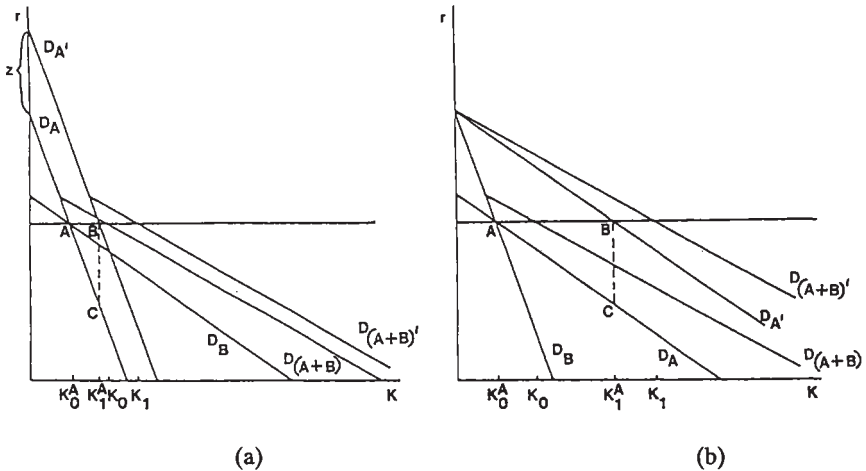 r
z
D_A'
D_A
A B'
C
D_B
D_(A+B)'
D_(A+B)
K_0^A K_1^A K_0 K_1 K
(a)
r
A B'
C
D_(A+B)'
D_A'
D_B D_A D_(A+B)
K_0^A K_0 K_1^A K_1 K
(b)